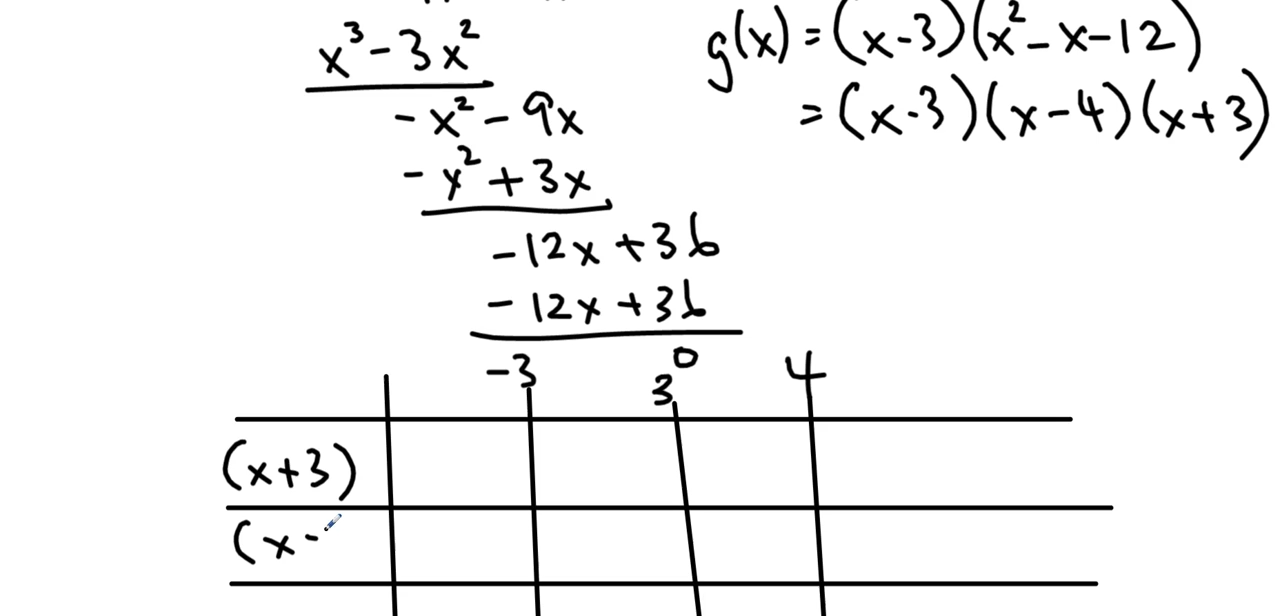 x³ - 3x²
- x² - 9x
- x² + 3x
- 12x + 36
- 12x + 36
0
g(x) = (x-3)(x² - x - 12)
= (x-3)(x-4)(x+3)
-3 3 4
(x+3)
(x -